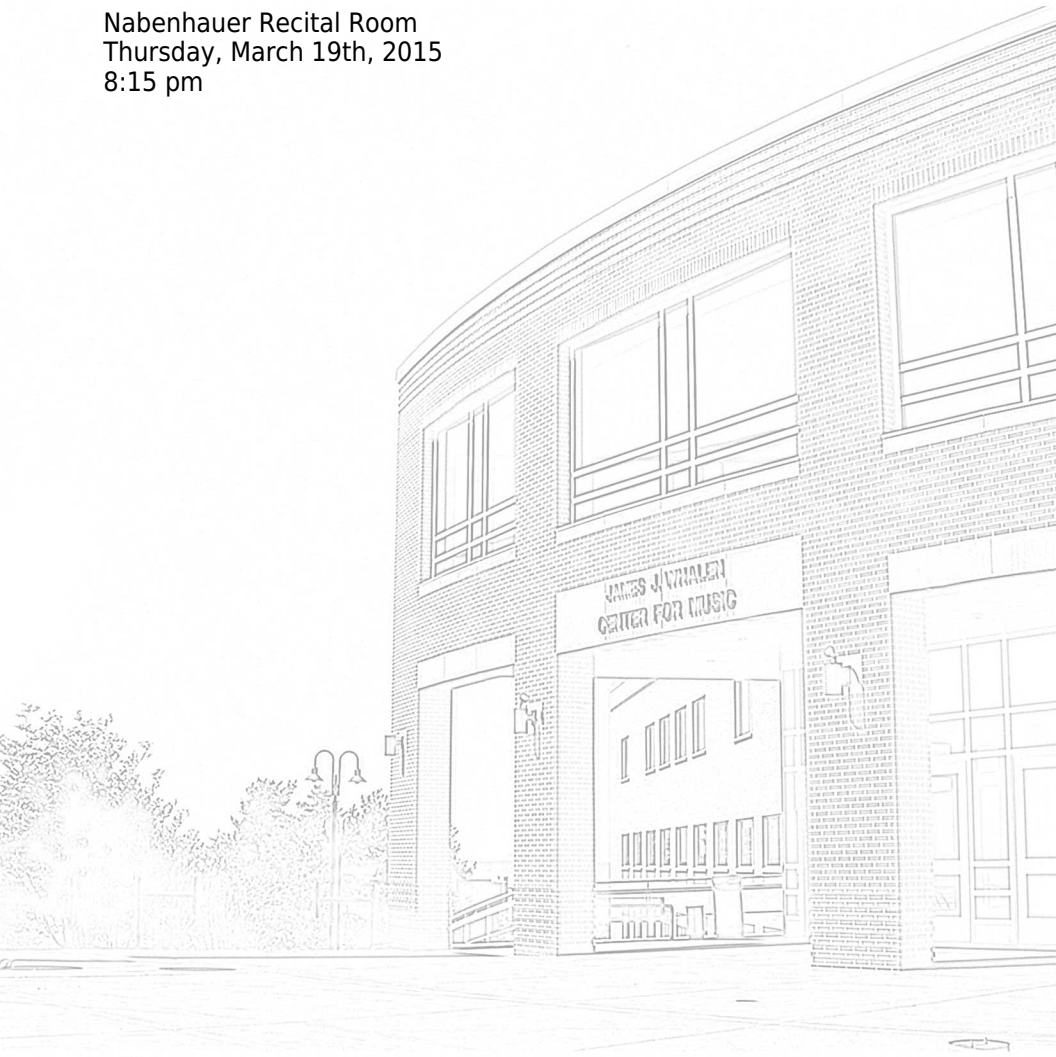 Nabenhauer Recital Room
Thursday, March 19th, 2015
8:15 pm
JAMES J. WHALEN
CENTER FOR MUSIC